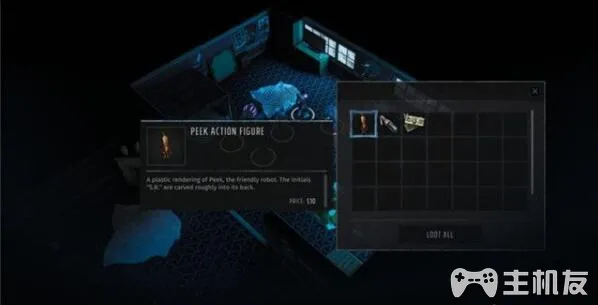 PEEK ACTION FIGURE
A plastic rendering of Peek, the friendly robot. The initials
"S.R." are carved roughly into its back.
PRICE: $30
LOOT ALL
主机友